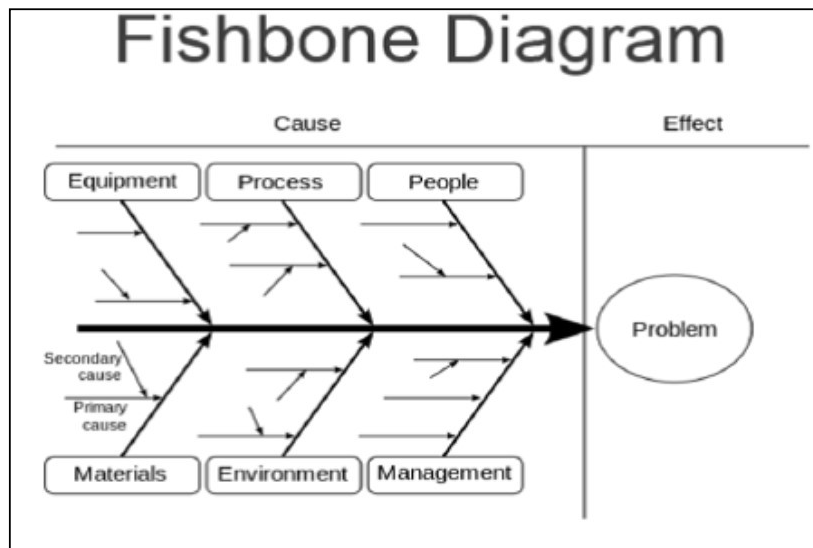 Fishbone Diagram
Cause
Effect
Equipment
Process
People
Problem
Secondary
cause
Primary
cause
Materials
Environment
Management